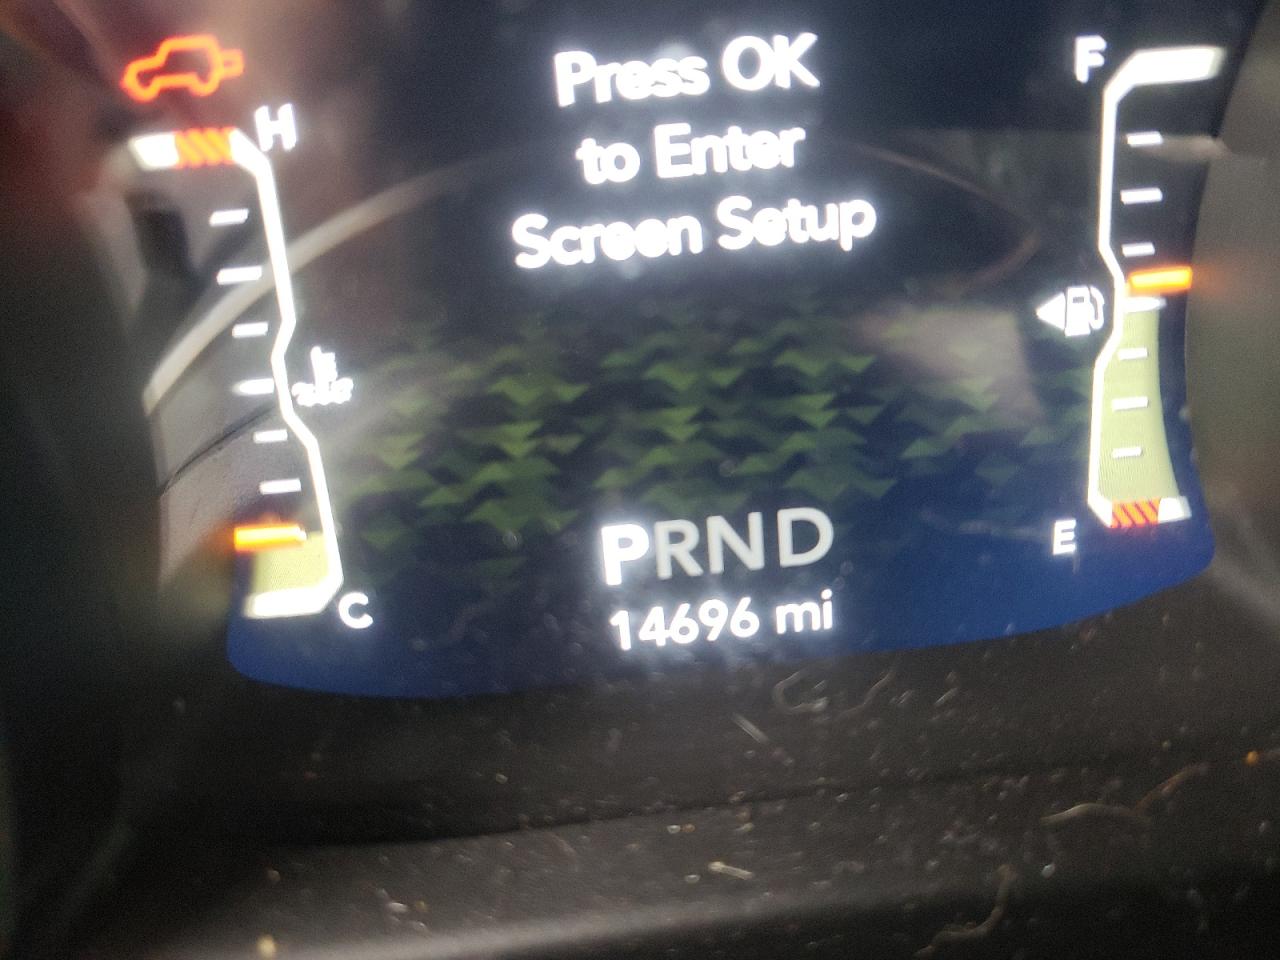 Press OK
to Enter
Screen Setup
H
F
C
E
PRND
14696 mi